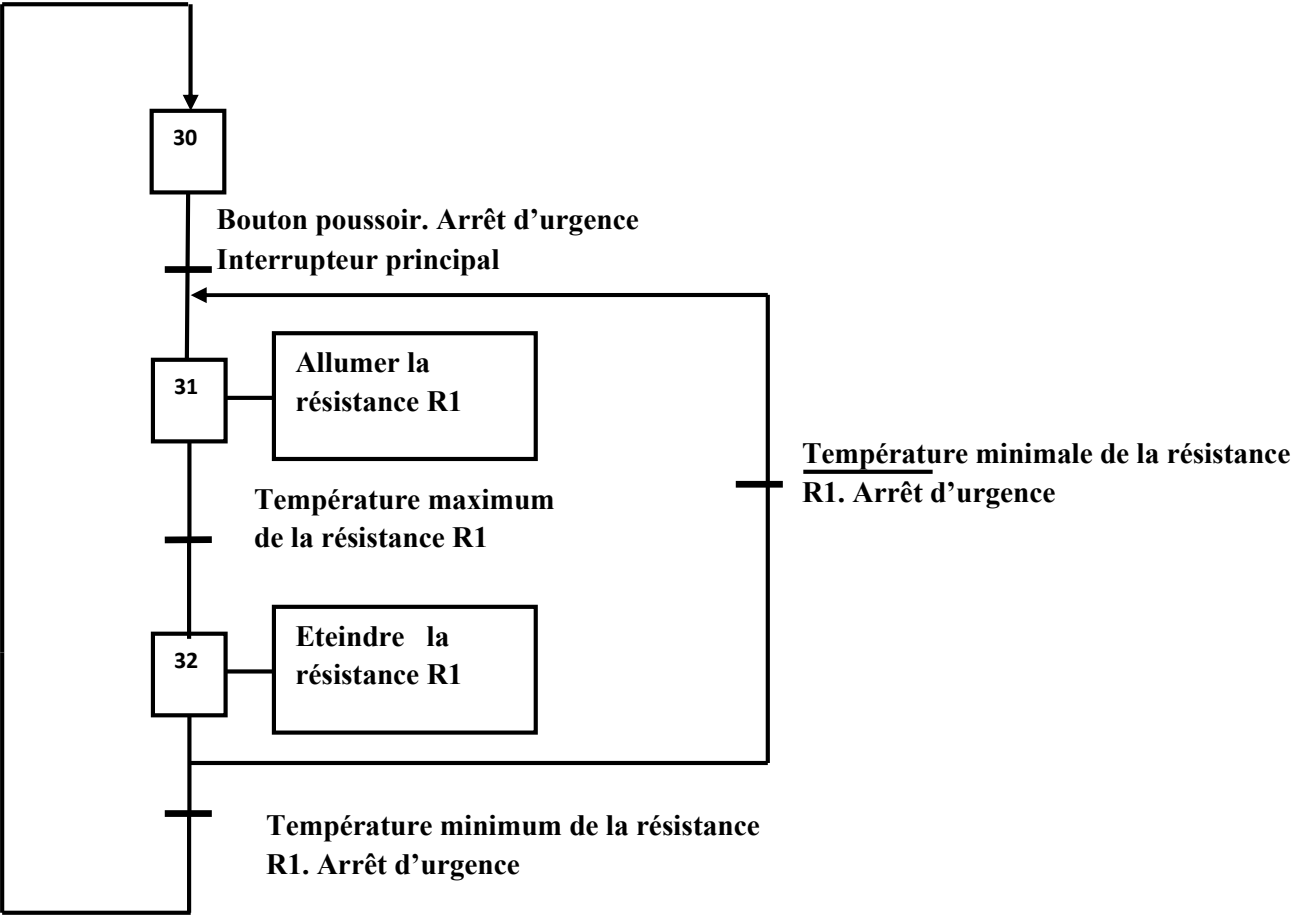 30
Bouton poussoir. Arrêt d’urgence
Interrupteur principal
31
Allumer la
résistance R1
Température maximum
de la résistance R1
Température minimale de la résistance
R1. Arrêt d’urgence
32
Eteindre la
résistance R1
Température minimum de la résistance
R1. Arrêt d’urgence